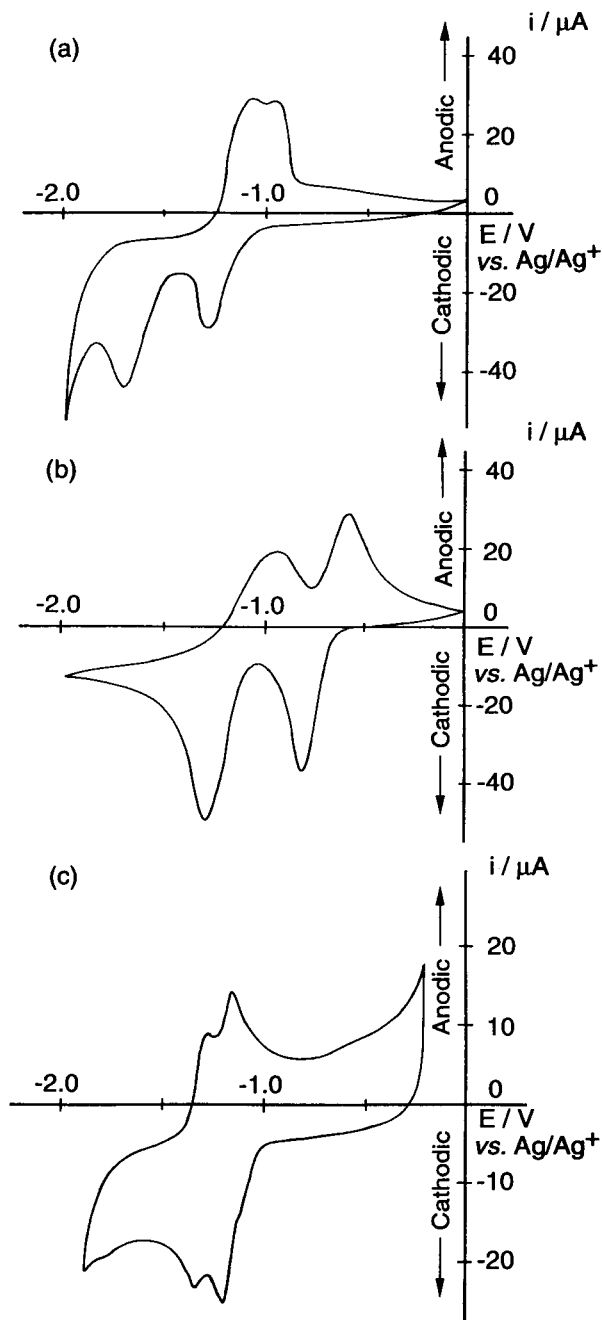 (a)
i / μA
40
Anodic
20
-2.0
-1.0
0
E / V
vs. Ag/Ag+
Cathodic
-20
-40
(b)
i / μA
40
Anodic
20
-2.0
-1.0
0
E / V
vs. Ag/Ag+
Cathodic
-20
-40
(c)
i / μA
20
Anodic
10
-2.0
-1.0
0
E / V
vs. Ag/Ag+
Cathodic
-10
-20